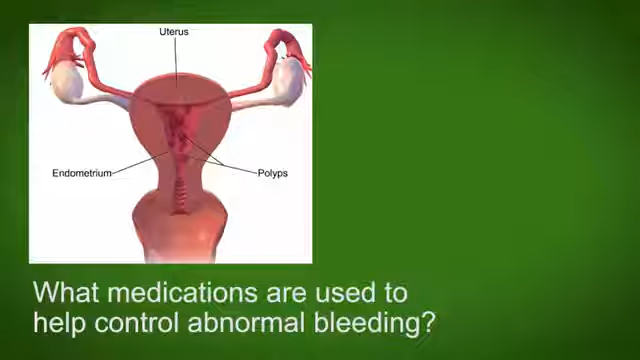 Uterus
Endometrium
Polyps
What medications are used to
help control abnormal bleeding?